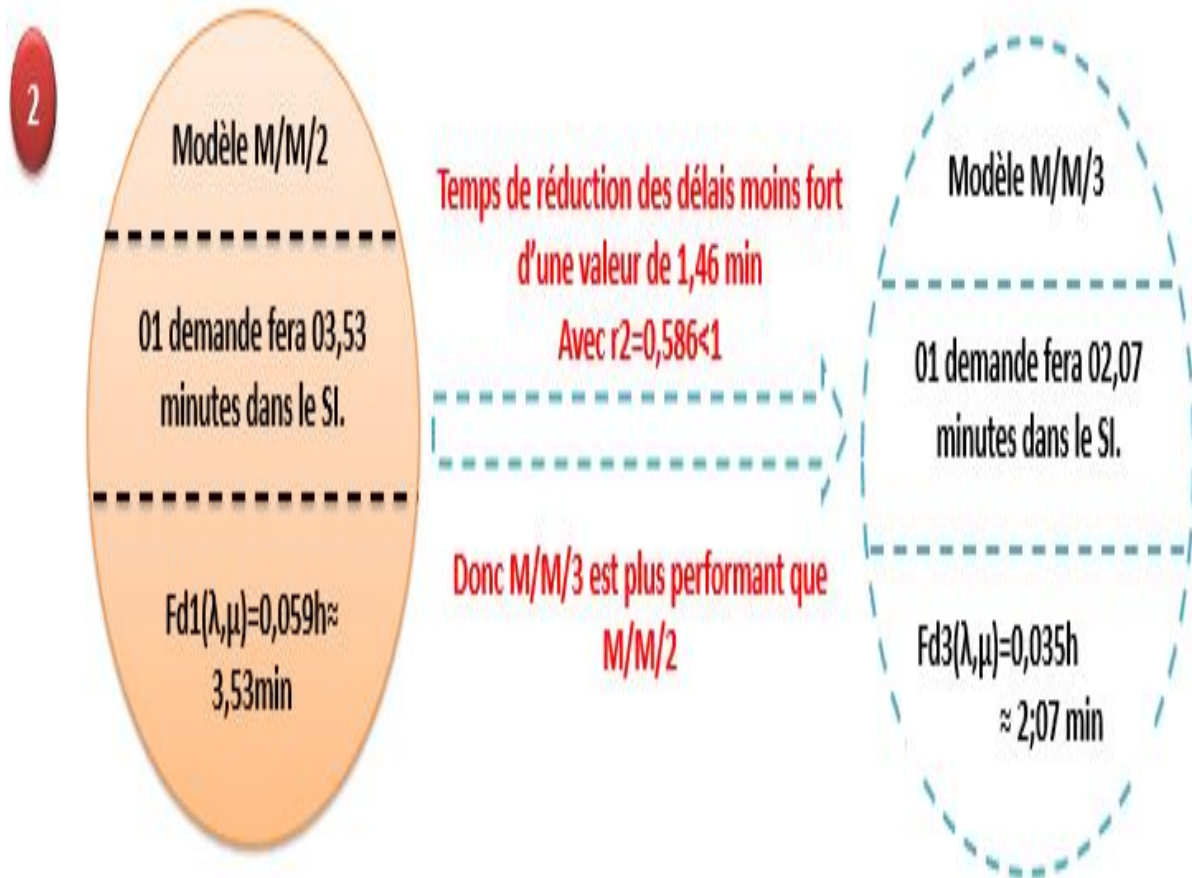 2
Modèle M/M/2
01 demande fera 03,53
minutes dans le SI.
Fd1(λ,μ)=0,059h≈
3,53min
Temps de réduction des délais moins fort
d'une valeur de 1,46 min
Avec r2=0,586<1
Donc M/M/3 est plus performant que
M/M/2
Modèle M/M/3
01 demande fera 02,07
minutes dans le SI.
Fd3(λ,μ)=0,035h
≈ 2;07 min